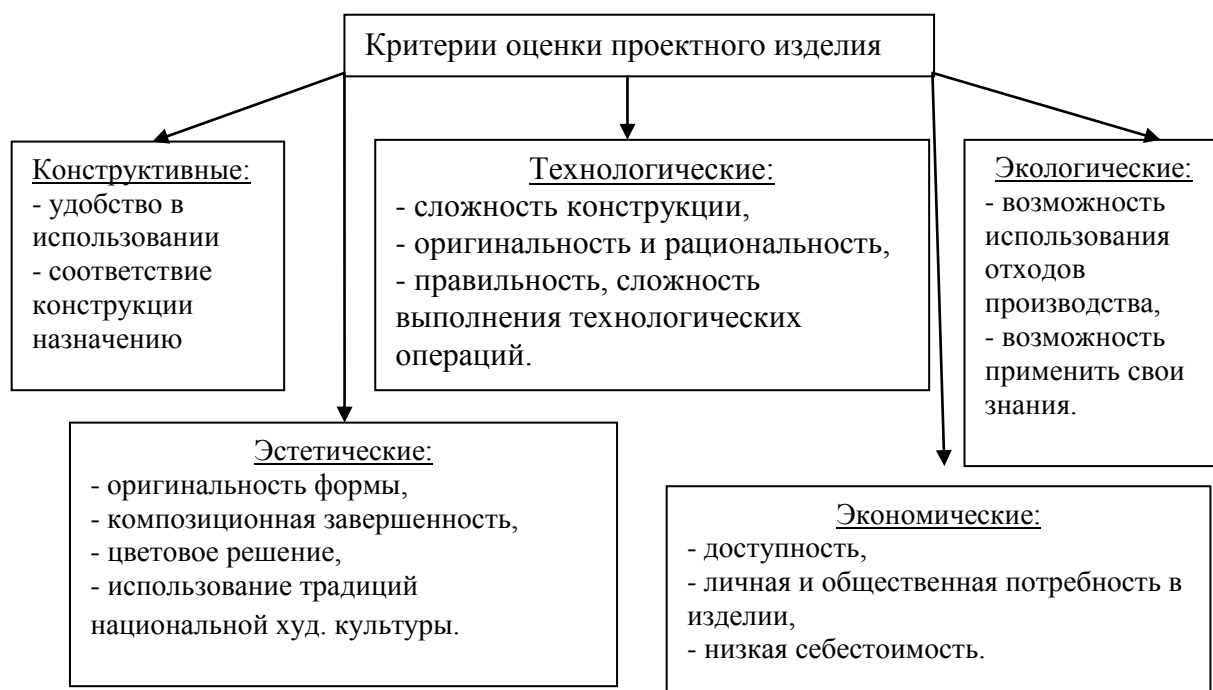 Критерии оценки проектного изделия
Конструктивные:
- удобство в
использовании
- соответствие
конструкции
назначению
Технологические:
- сложность конструкции,
- оригинальность и рациональность,
- правильность, сложность
выполнения технологических
операций.
Экологические:
- возможность
использования
отходов
производства,
- возможность
применить свои
знания.
Эстетические:
- оригинальность формы,
- композиционная завершенность,
- цветовое решение,
- использование традиций
национальной худ. культуры.
Экономические:
- доступность,
- личная и общественная потребность в
изделии,
- низкая себестоимость.